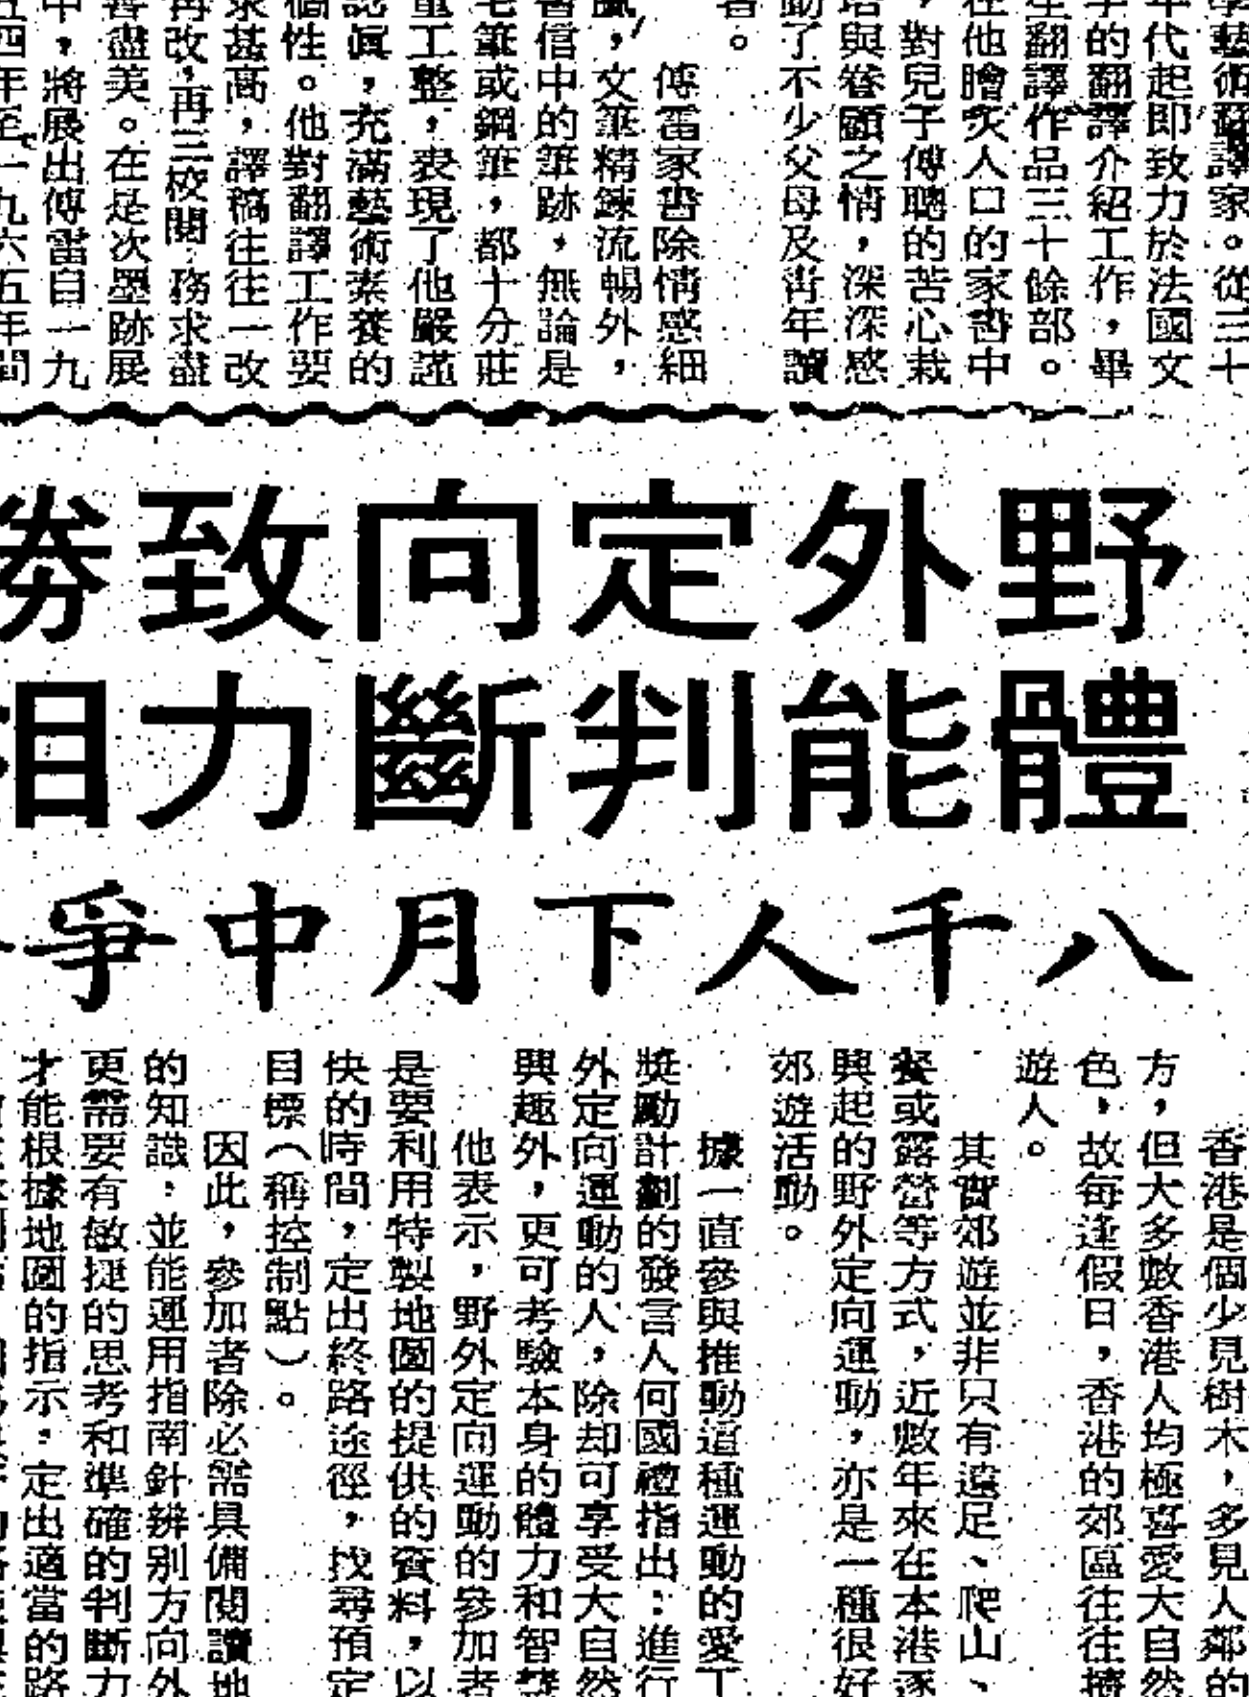 學藝術翻譯家。從三十
年代起即致力於法國文
學的翻譯介紹工作，畢
生翻譯作品三十餘部。
在他膾炙人口的家書中
，對兒子傅聰的苦心栽
培與眷顧之情，深深感
動了不少父母及青年讀
者。
傅雷家書除情感細
膩，文筆精鍊流暢外，
書信中的筆跡，無論是
毛筆或鋼筆，都十分莊
重工整，表現了他嚴謹
認真，充滿藝術素養的
個性。他對翻譯工作要
求甚高，譯稿往往一改
再改，再三校閱，務求盡
善盡美。在是次墨跡展
中，將展出傅雷自一九
五四年至一九六五年間
野外定向致勝
體能判斷力相
八千人下月中爭
香港是個少見樹木，多見人鄰的
方，但大多數香港人均極喜愛大自然
色，故每逢假日，香港的郊區往往擠
遊人。
其實郊遊並非只有遠足、爬山、
餐或露營等方式，近數年來在本港逐
興起的野外定向運動，亦是一種很好
郊遊活動。
據一直參與推動這種運動的愛丁
獎勵計劃的發言人何國禮指出：進行
外定向運動的人，除却可享受大自然
興趣外，更可考驗本身的體力和智慧
他表示，野外定向運動的參加者
是要利用特製地圖的提供的資料，以
快的時間，定出終路途徑，找尋預定
目標（稱控制點）。
因此，參加者除必需具備閱讀地
的知識，並能運用指南針辨別方向外
更需要有敏捷的思考和準確的判斷力
才能根據地圖的指示，定出適當的路